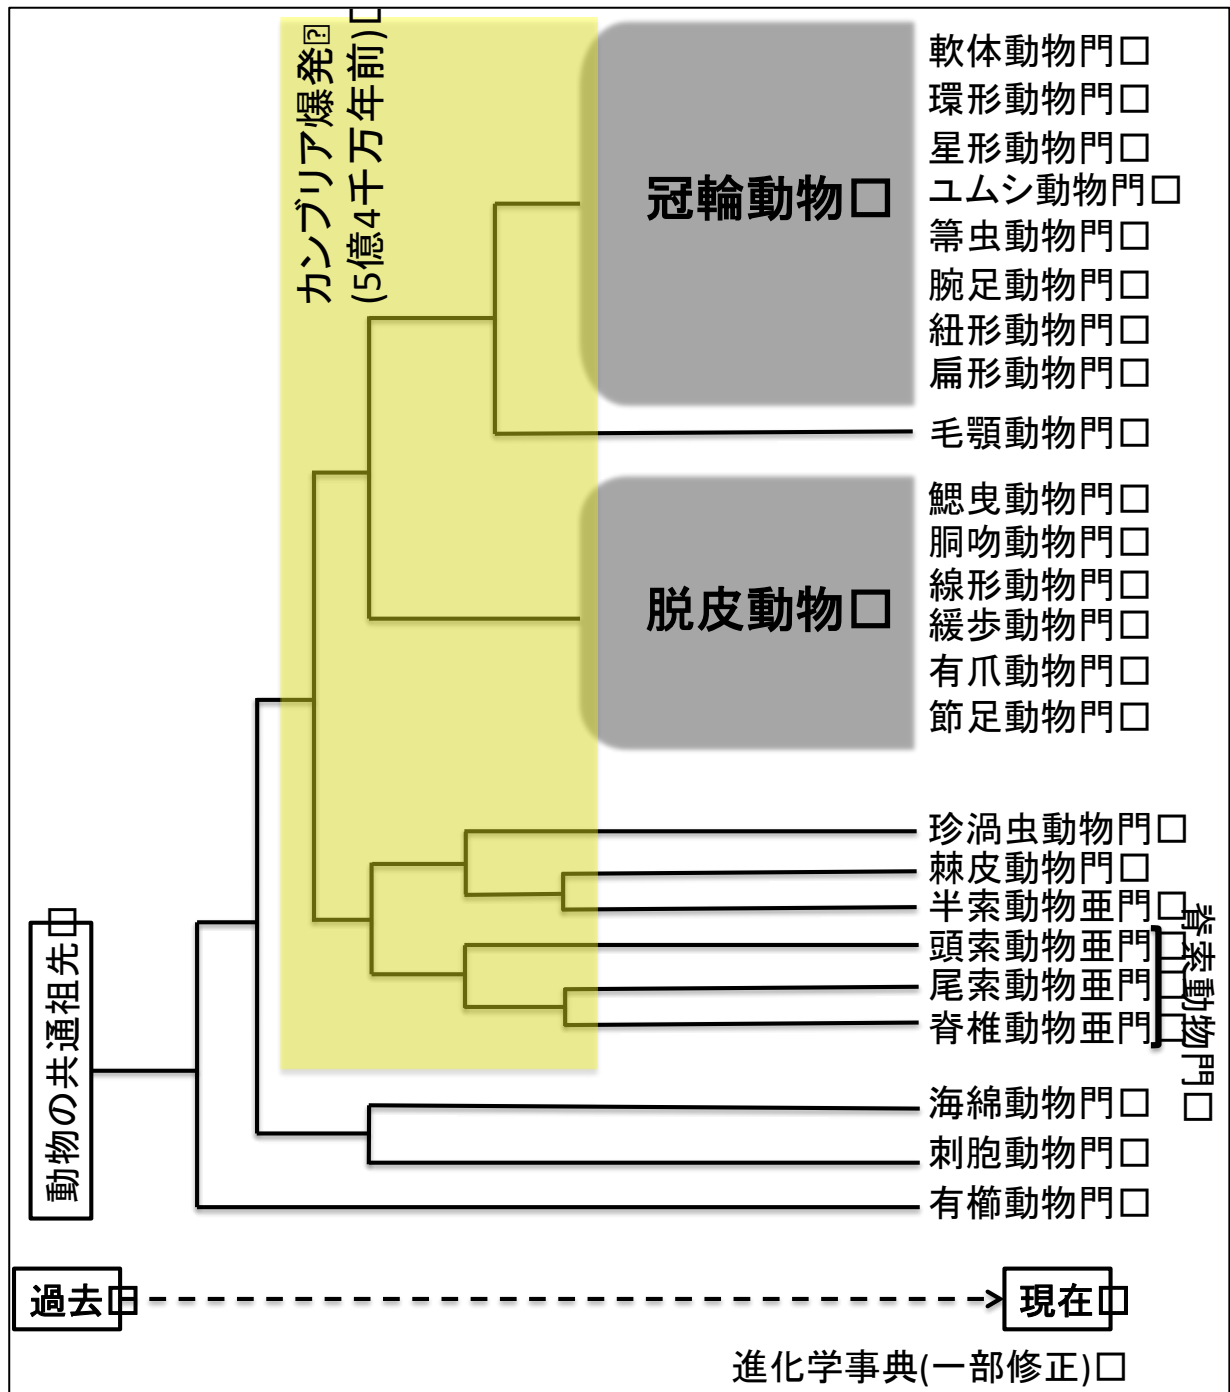 カンブリア爆発
(5億4千万年前)
冠輪動物
軟体動物門
環形動物門
星形動物門
ユムシ動物門
箒虫動物門
腕足動物門
紐形動物門
扁形動物門
毛顎動物門
脱皮動物
鰓曳動物門
胴吻動物門
線形動物門
緩歩動物門
有爪動物門
節足動物門
珍渦虫動物門
棘皮動物門
半索動物亜門
頭索動物亜門
尾索動物亜門
脊椎動物亜門
脊索動物門
動物の共通祖先
海綿動物門
刺胞動物門
有櫛動物門
過去
現在
進化学事典(一部修正)